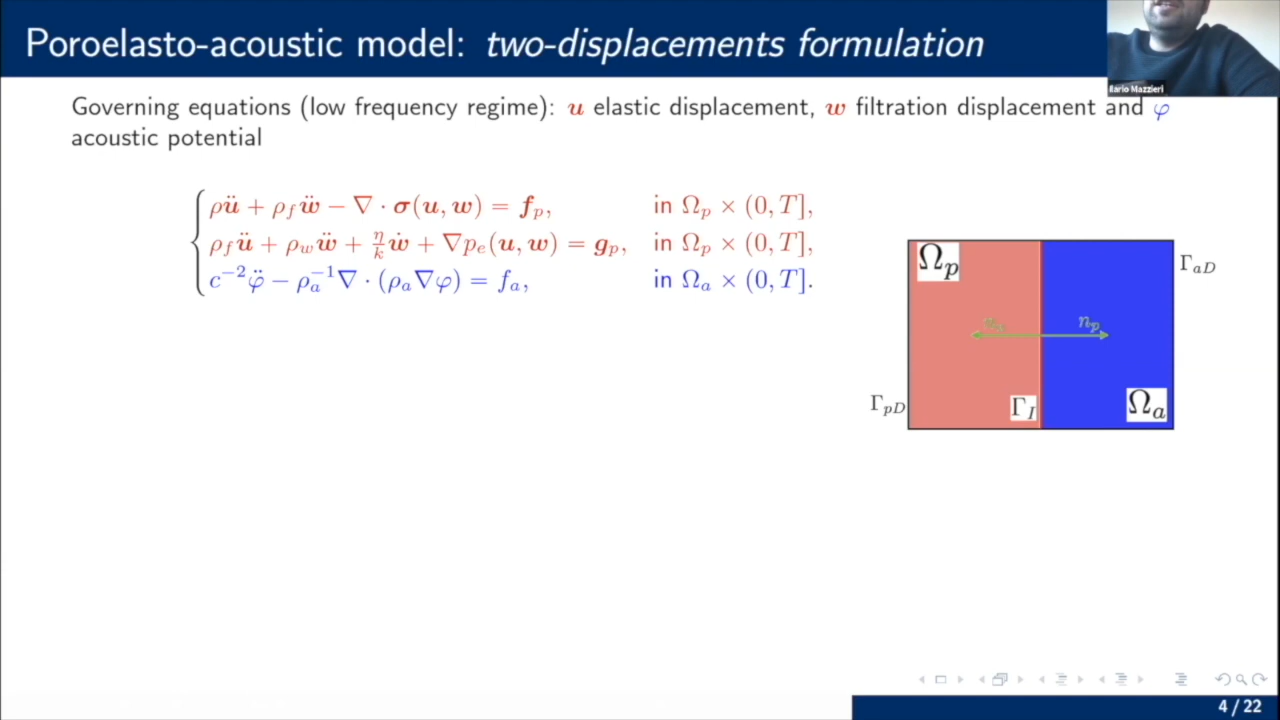 Poroelasto-acoustic model: two-displacements formulation
Ilario Mazzieri
Governing equations (low frequency regime): u elastic displacement, w filtration displacement and φ
acoustic potential
ρü + ρ_f ẅ − ∇ · σ(u, w) = f_p, in Ω_p × (0, T],
ρ_f ü + ρ_w ẅ + η/k ẇ + ∇p_e(u, w) = g_p, in Ω_p × (0, T],
c⁻² φ̈ − ρ_a⁻¹ ∇ · (ρ_a ∇φ) = f_a, in Ω_a × (0, T].
Ω_p
Γ_aD
n_p
Γ_pD
Γ_I
Ω_a
4 / 22